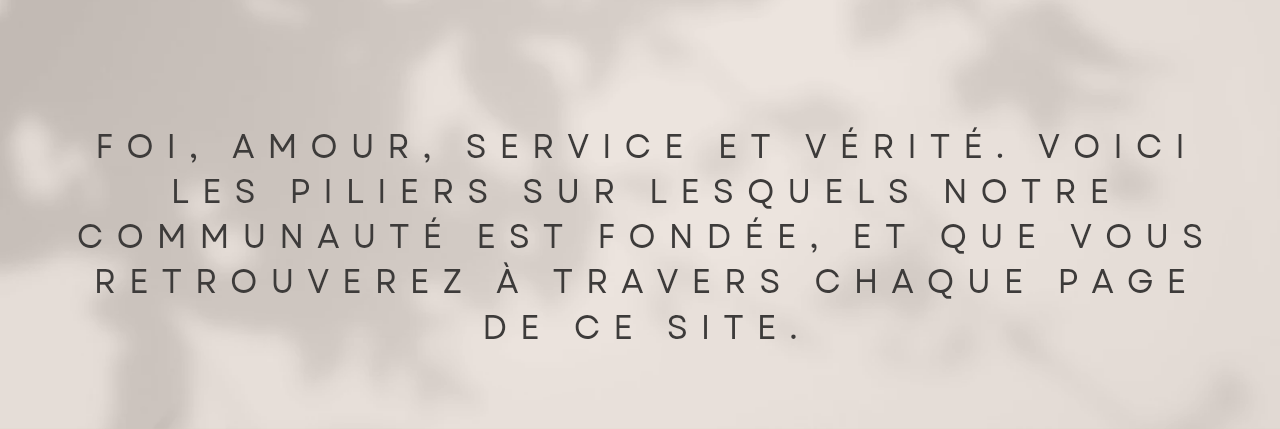 FOI, AMOUR, SERVICE ET VÉRITÉ. VOICI
LES PILIERS SUR LESQUELS NOTRE
COMMUNAUTÉ EST FONDÉE, ET QUE VOUS
RETROUVEREZ À TRAVERS CHAQUE PAGE
DE CE SITE.